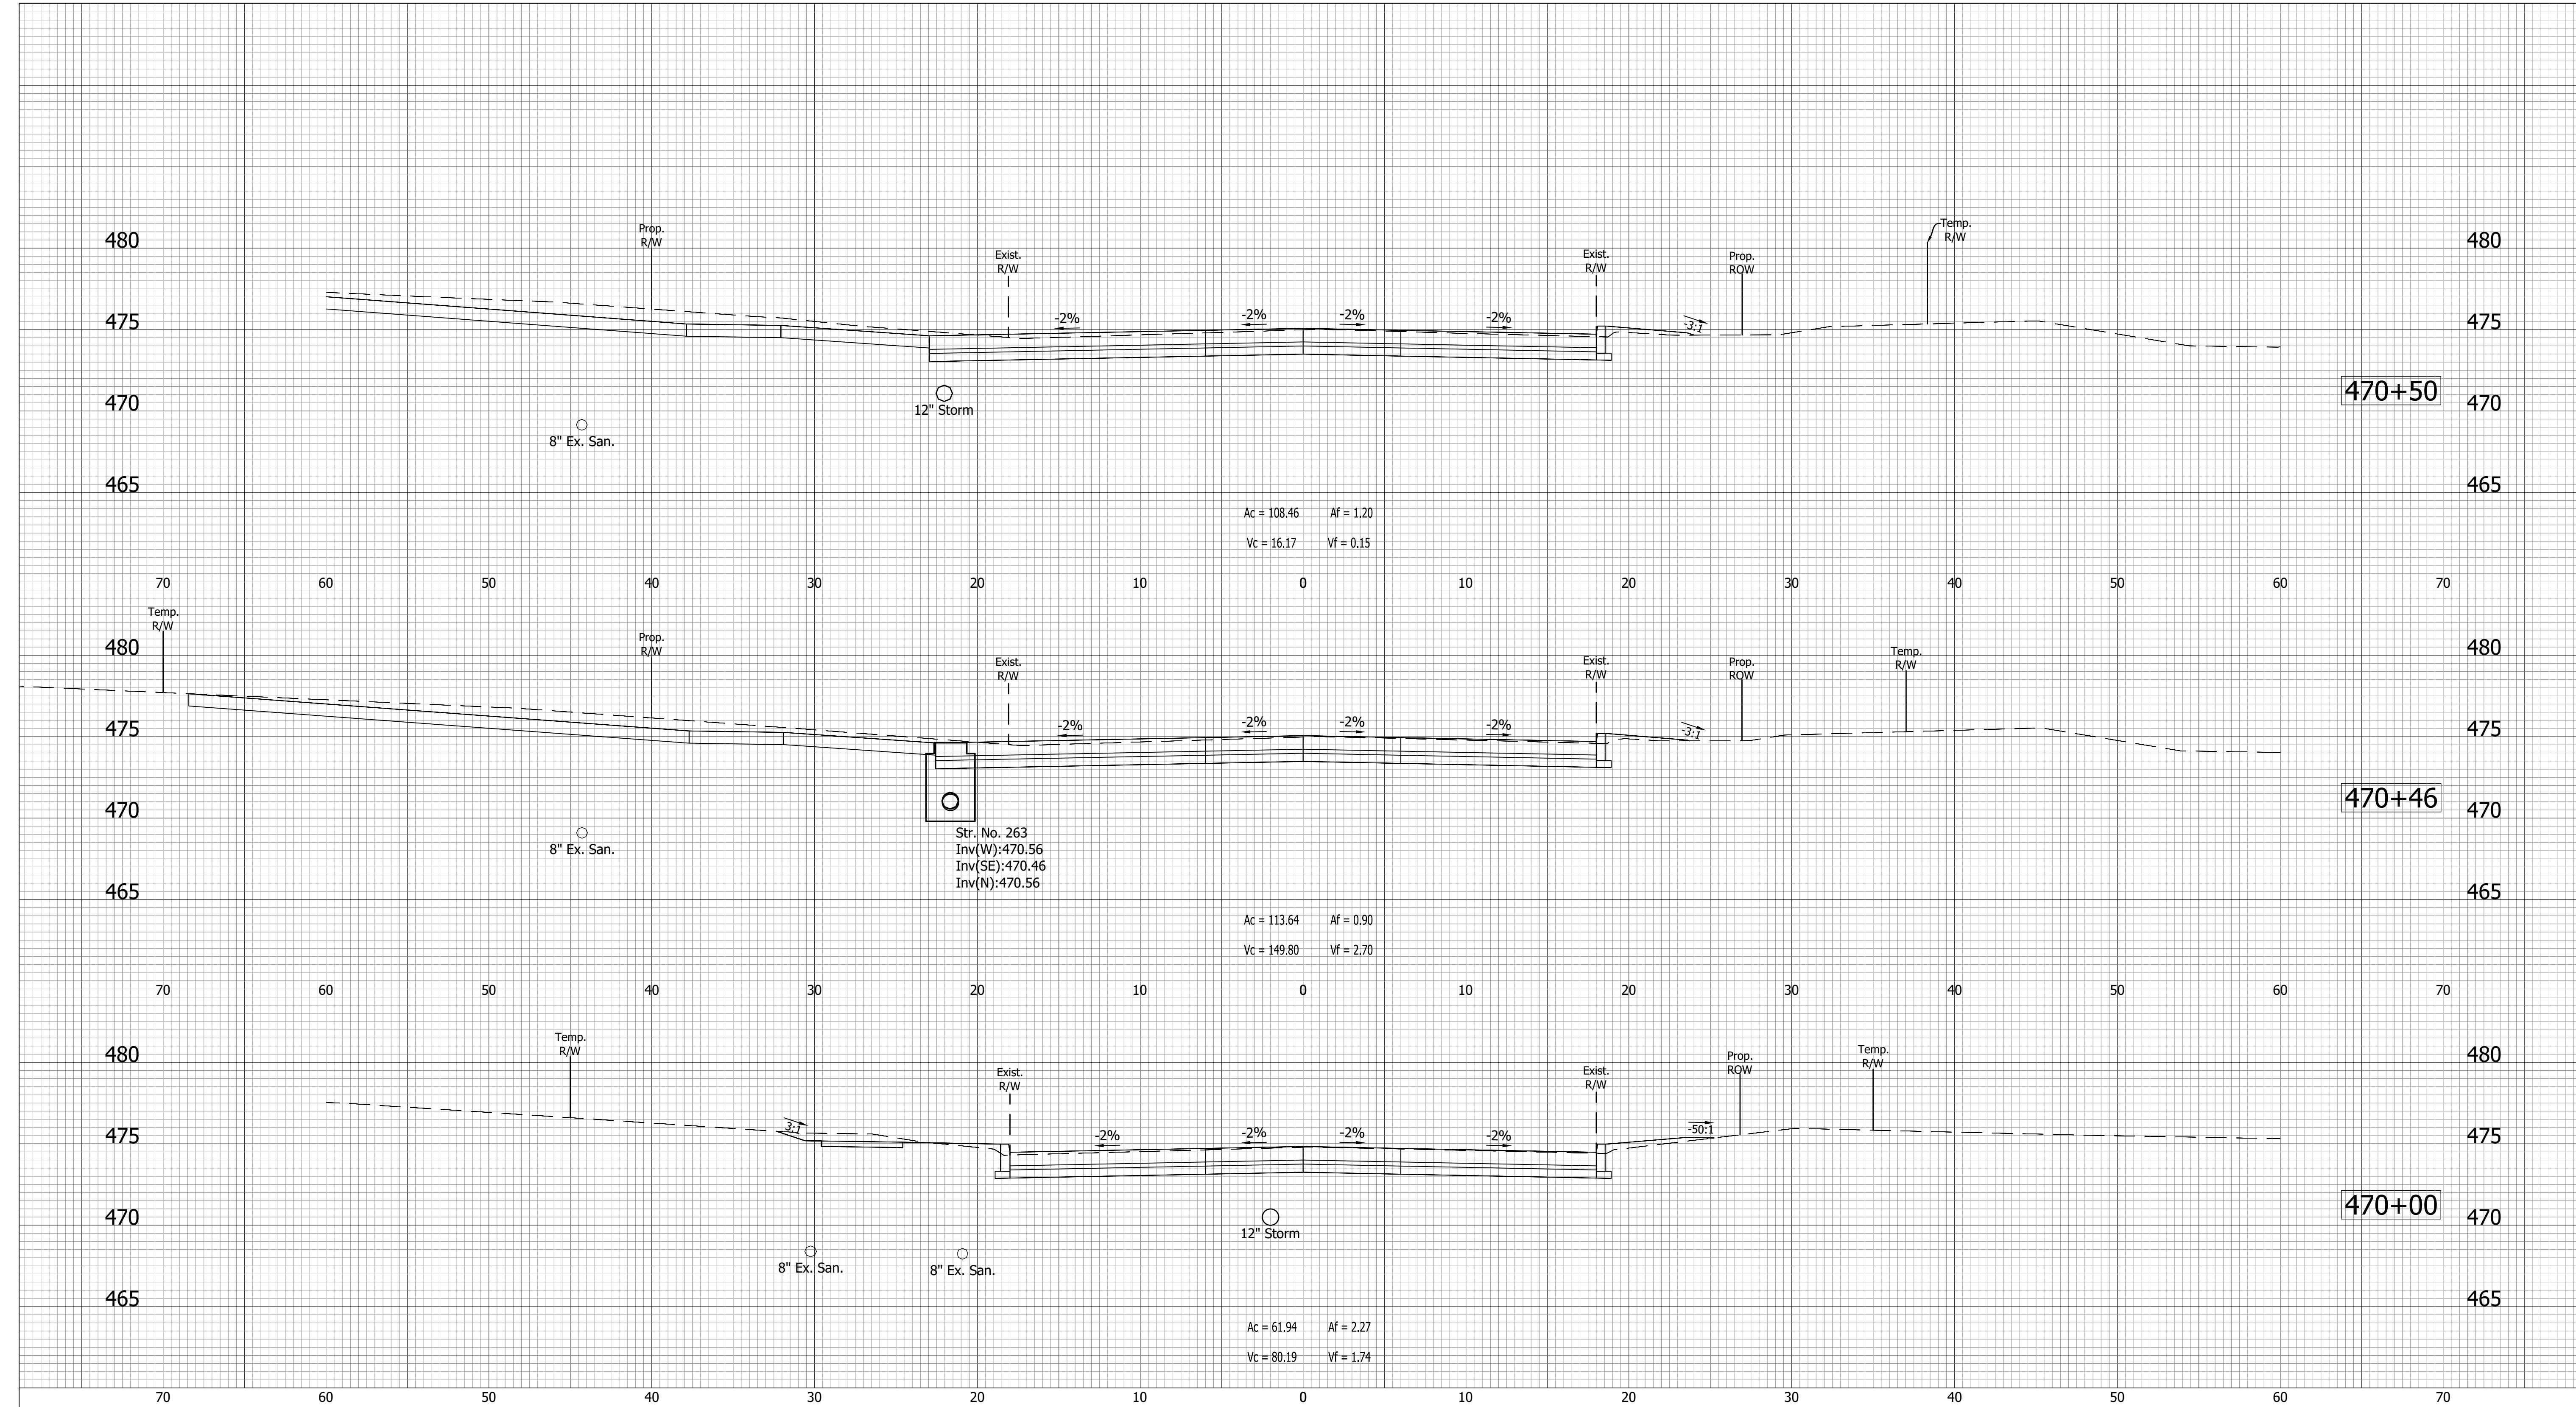 Prop.
R/W
Exist.
R/W
Exist.
R/W
Prop.
ROW
Temp.
R/W
480
480
475
-2%
-2%
-2%
-2%
-3:1
475
470
12" Storm
470+50
470
8" Ex. San.
465
465
Ac = 108.46 Af = 1.20
Vc = 16.17 Vf = 0.15
70 60 50 40 30 20 10 0 10 20 30 40 50 60 70
Temp.
R/W
Prop.
R/W
Exist.
R/W
Exist.
R/W
Prop.
ROW
Temp.
R/W
480
480
475
-2%
-2%
-2%
-2%
-3:1
475
470
470+46
470
8" Ex. San.
Str. No. 263
Inv(W):470.56
Inv(SE):470.46
Inv(N):470.56
465
465
Ac = 113.64 Af = 0.90
Vc = 149.80 Vf = 2.70
70 60 50 40 30 20 10 0 10 20 30 40 50 60 70
Temp.
R/W
Exist.
R/W
Exist.
R/W
Prop.
ROW
Temp.
R/W
480
480
475
3:1
-2%
-2%
-2%
-2%
-50:1
475
470
12" Storm
470+00
470
8" Ex. San.
8" Ex. San.
465
465
Ac = 61.94 Af = 2.27
Vc = 80.19 Vf = 1.74
70 60 50 40 30 20 10 0 10 20 30 40 50 60 70